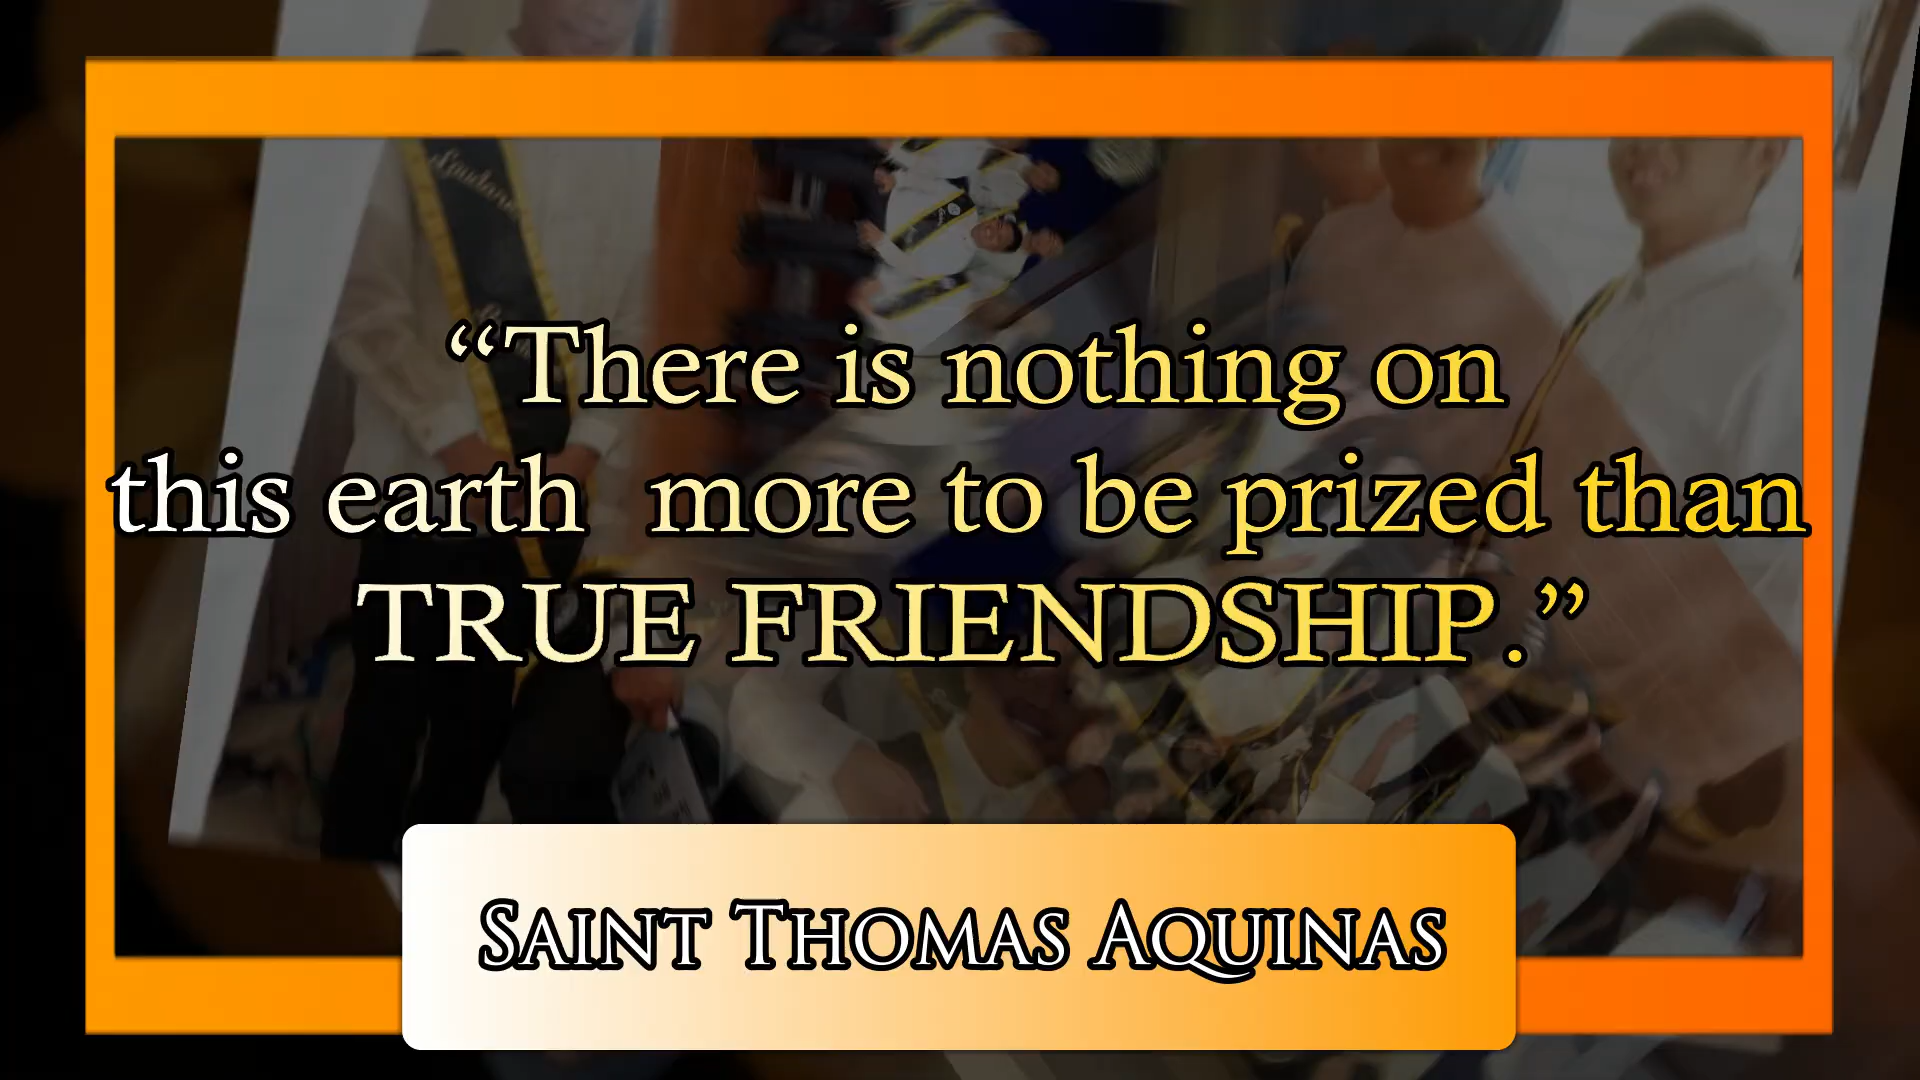 “There is nothing on
this earth  more to be prized than
TRUE FRIENDSHIP.”
SAINT THOMAS AQUINAS